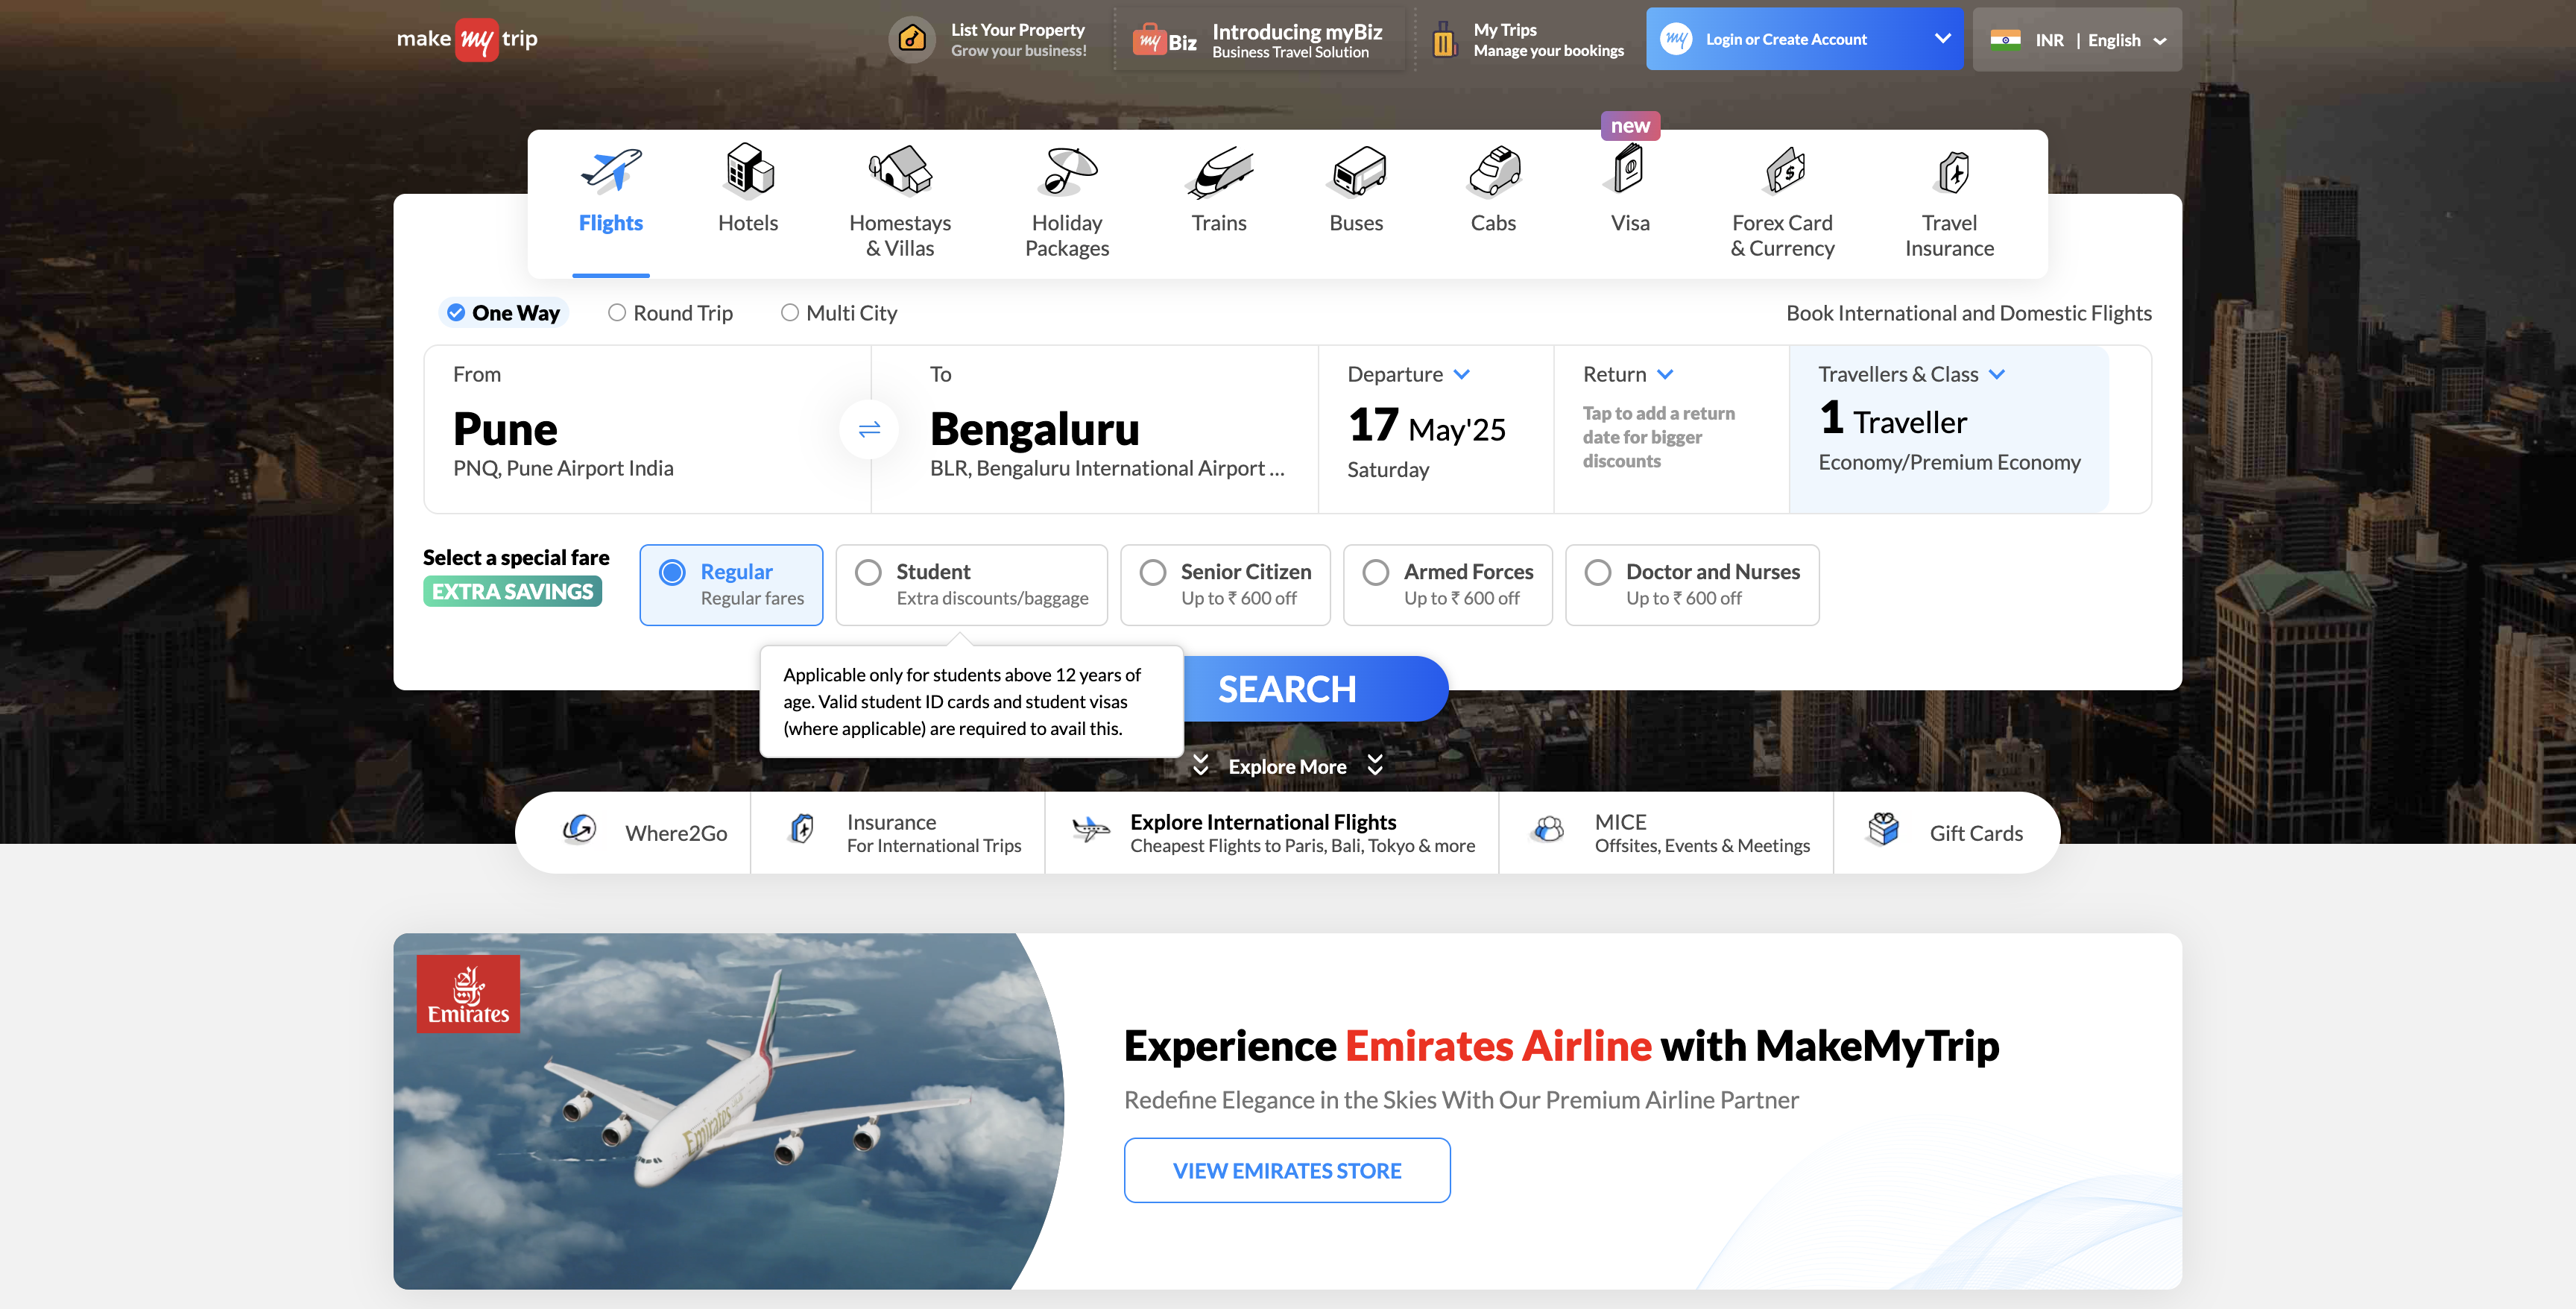 make my trip
List Your Property
Grow your business!
my Biz
Introducing myBiz
Business Travel Solution
My Trips
Manage your bookings
my
Login or Create Account
INR | English
new
Flights
Hotels
Homestays
& Villas
Holiday
Packages
Trains
Buses
Cabs
Visa
Forex Card
& Currency
Travel
Insurance
One Way
Round Trip
Multi City
Book International and Domestic Flights
From
Pune
PNQ, Pune Airport India
To
Bengaluru
BLR, Bengaluru International Airport ...
Departure
17 May'25
Saturday
Return
Tap to add a return
date for bigger
discounts
Travellers & Class
1 Traveller
Economy/Premium Economy
Select a special fare
EXTRA SAVINGS
Regular
Regular fares
Student
Extra discounts/baggage
Senior Citizen
Up to ₹ 600 off
Armed Forces
Up to ₹ 600 off
Doctor and Nurses
Up to ₹ 600 off
Applicable only for students above 12 years of
age. Valid student ID cards and student visas
(where applicable) are required to avail this.
SEARCH
Explore More
Where2Go
Insurance
For International Trips
Explore International Flights
Cheapest Flights to Paris, Bali, Tokyo & more
MICE
Offsites, Events & Meetings
Gift Cards
Emirates
Emirates
Experience Emirates Airline with MakeMyTrip
Redefine Elegance in the Skies With Our Premium Airline Partner
VIEW EMIRATES STORE